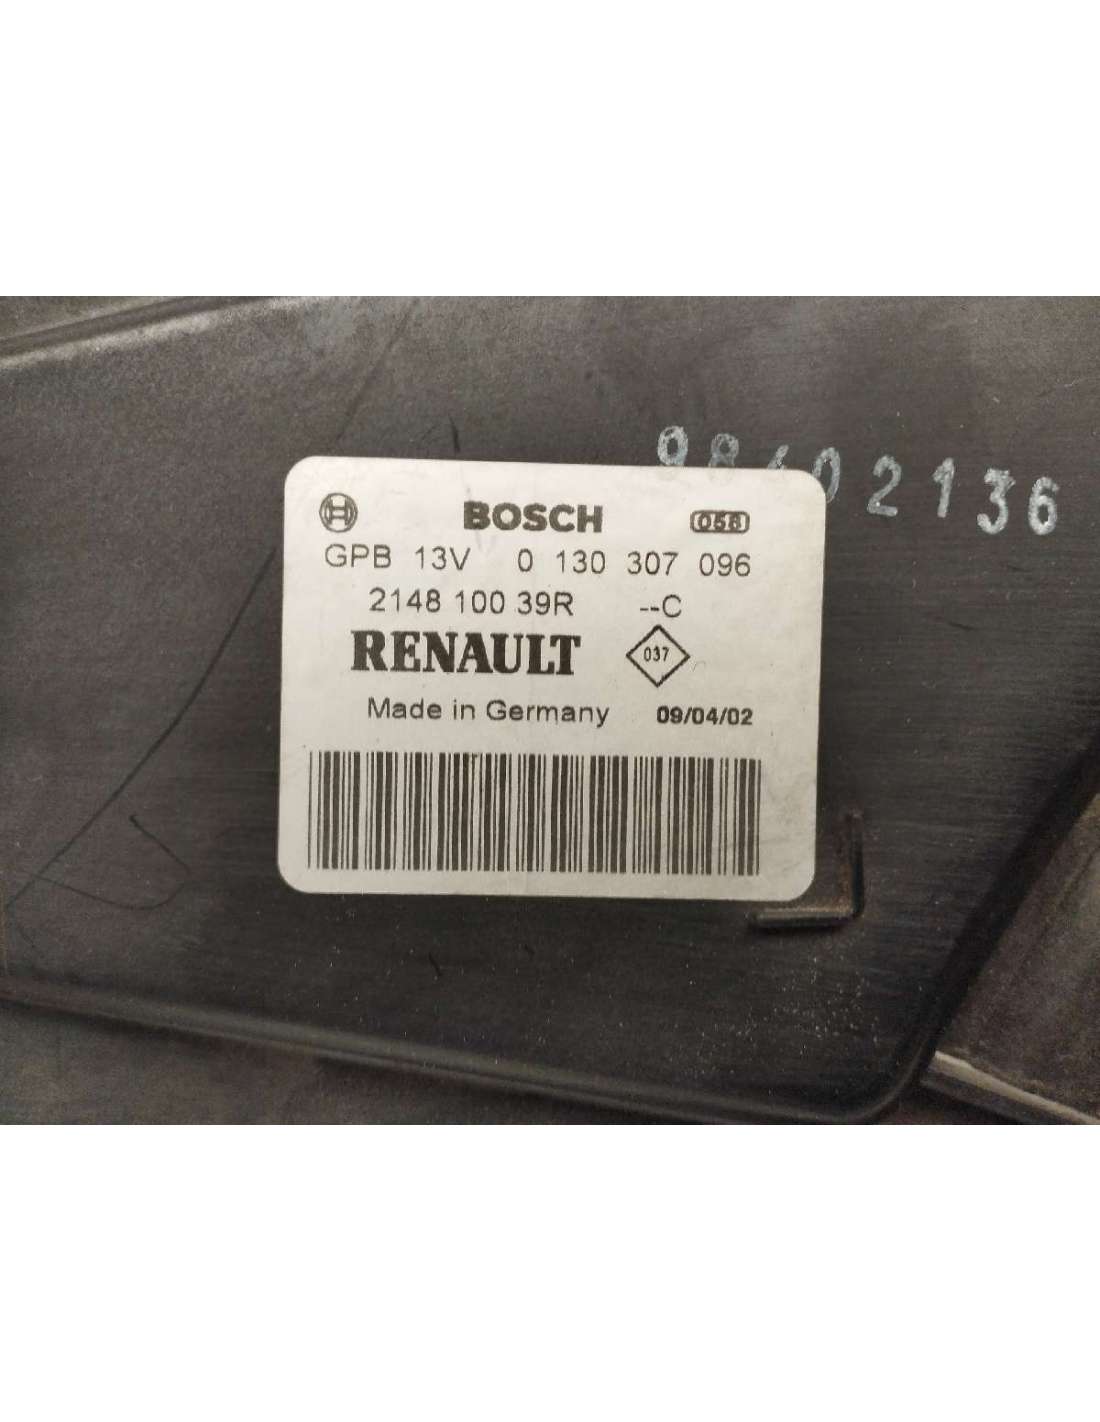 BOSCH 058
GPB 13V 0 130 307 096
2148 100 39R --C
RENAULT 037
Made in Germany 09/04/02